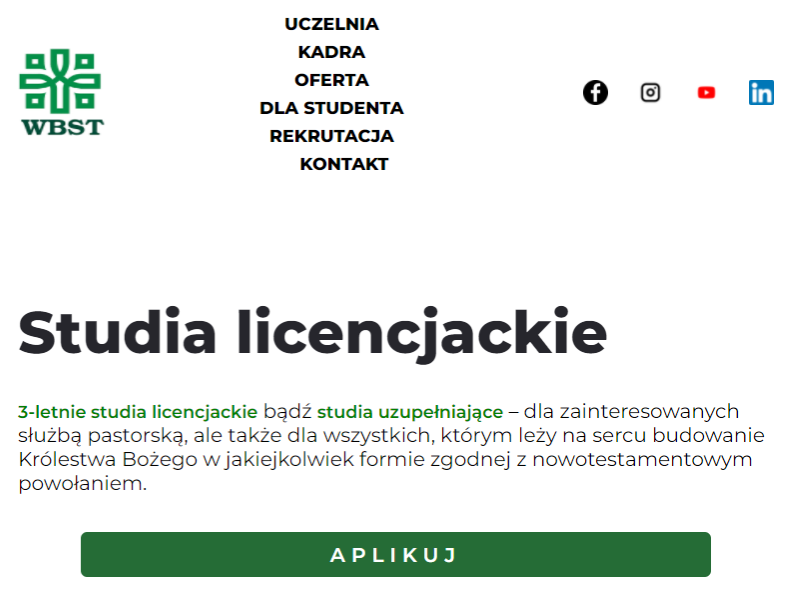 WBST
UCZELNIA
KADRA
OFERTA
DLA STUDENTA
REKRUTACJA
KONTAKT
Studia licencjackie
3-letnie studia licencjackie bądź studia uzupełniające – dla zainteresowanych
służbą pastorską, ale także dla wszystkich, którym leży na sercu budowanie
Królestwa Bożego w jakiejkolwiek formie zgodnej z nowotestamentowym
powołaniem.
APLIKUJ